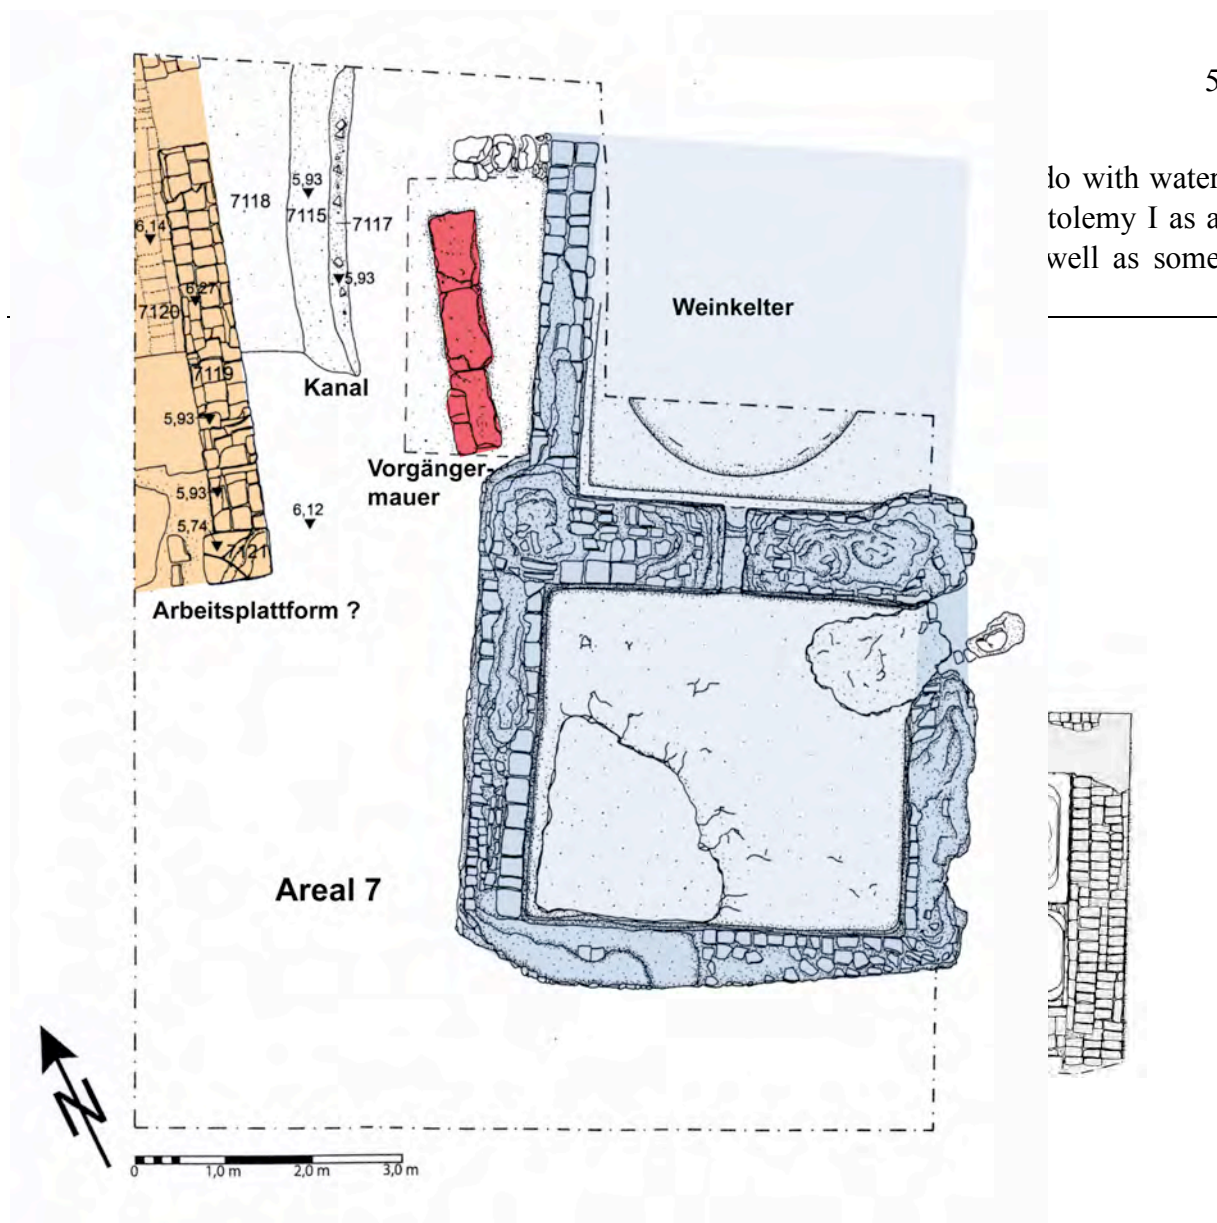 5
do with water
tolemy I as a
well as some
6,14
7118
5,93
7115
7117
5,93
6,27
7120
7119
5,93
5,93
5,74
7121
6,12
Kanal
Weinkelter
Vorgänger-
mauer
Arbeitsplattform ?
Areal 7
0 1,0 m 2,0 m 3,0 m